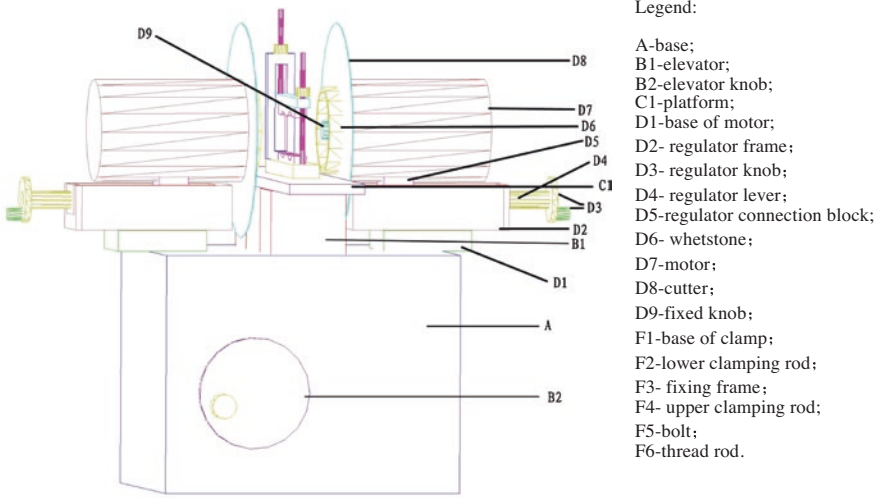 D9
D8
D7
D6
D5
D4
C1
D3
D2
B1
D1
A
B2
Legend:
A-base;
B1-elevator;
B2-elevator knob;
C1-platform;
D1-base of motor;
D2- regulator frame;
D3- regulator knob;
D4- regulator lever;
D5-regulator connection block;
D6- whetstone;
D7-motor;
D8-cutter;
D9-fixed knob;
F1-base of clamp;
F2-lower clamping rod;
F3- fixing frame;
F4- upper clamping rod;
F5-bolt;
F6-thread rod.